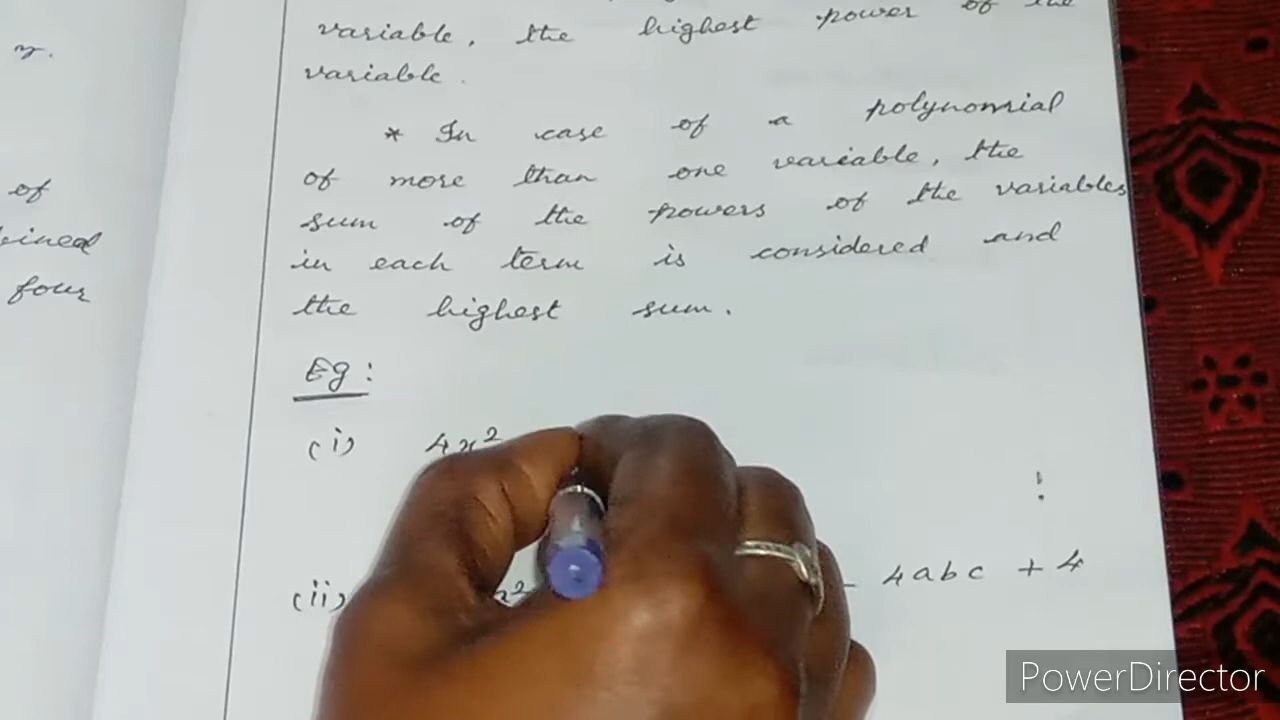 y.
of
four
variable, the highest power of the
variable.
* In case of a polynomial
of more than one variable, the
sum of the powers of the variables
in each term is considered and
the highest sum.
Eg:
(i) 4x²
(ii) - 4abc + 4
PowerDirector